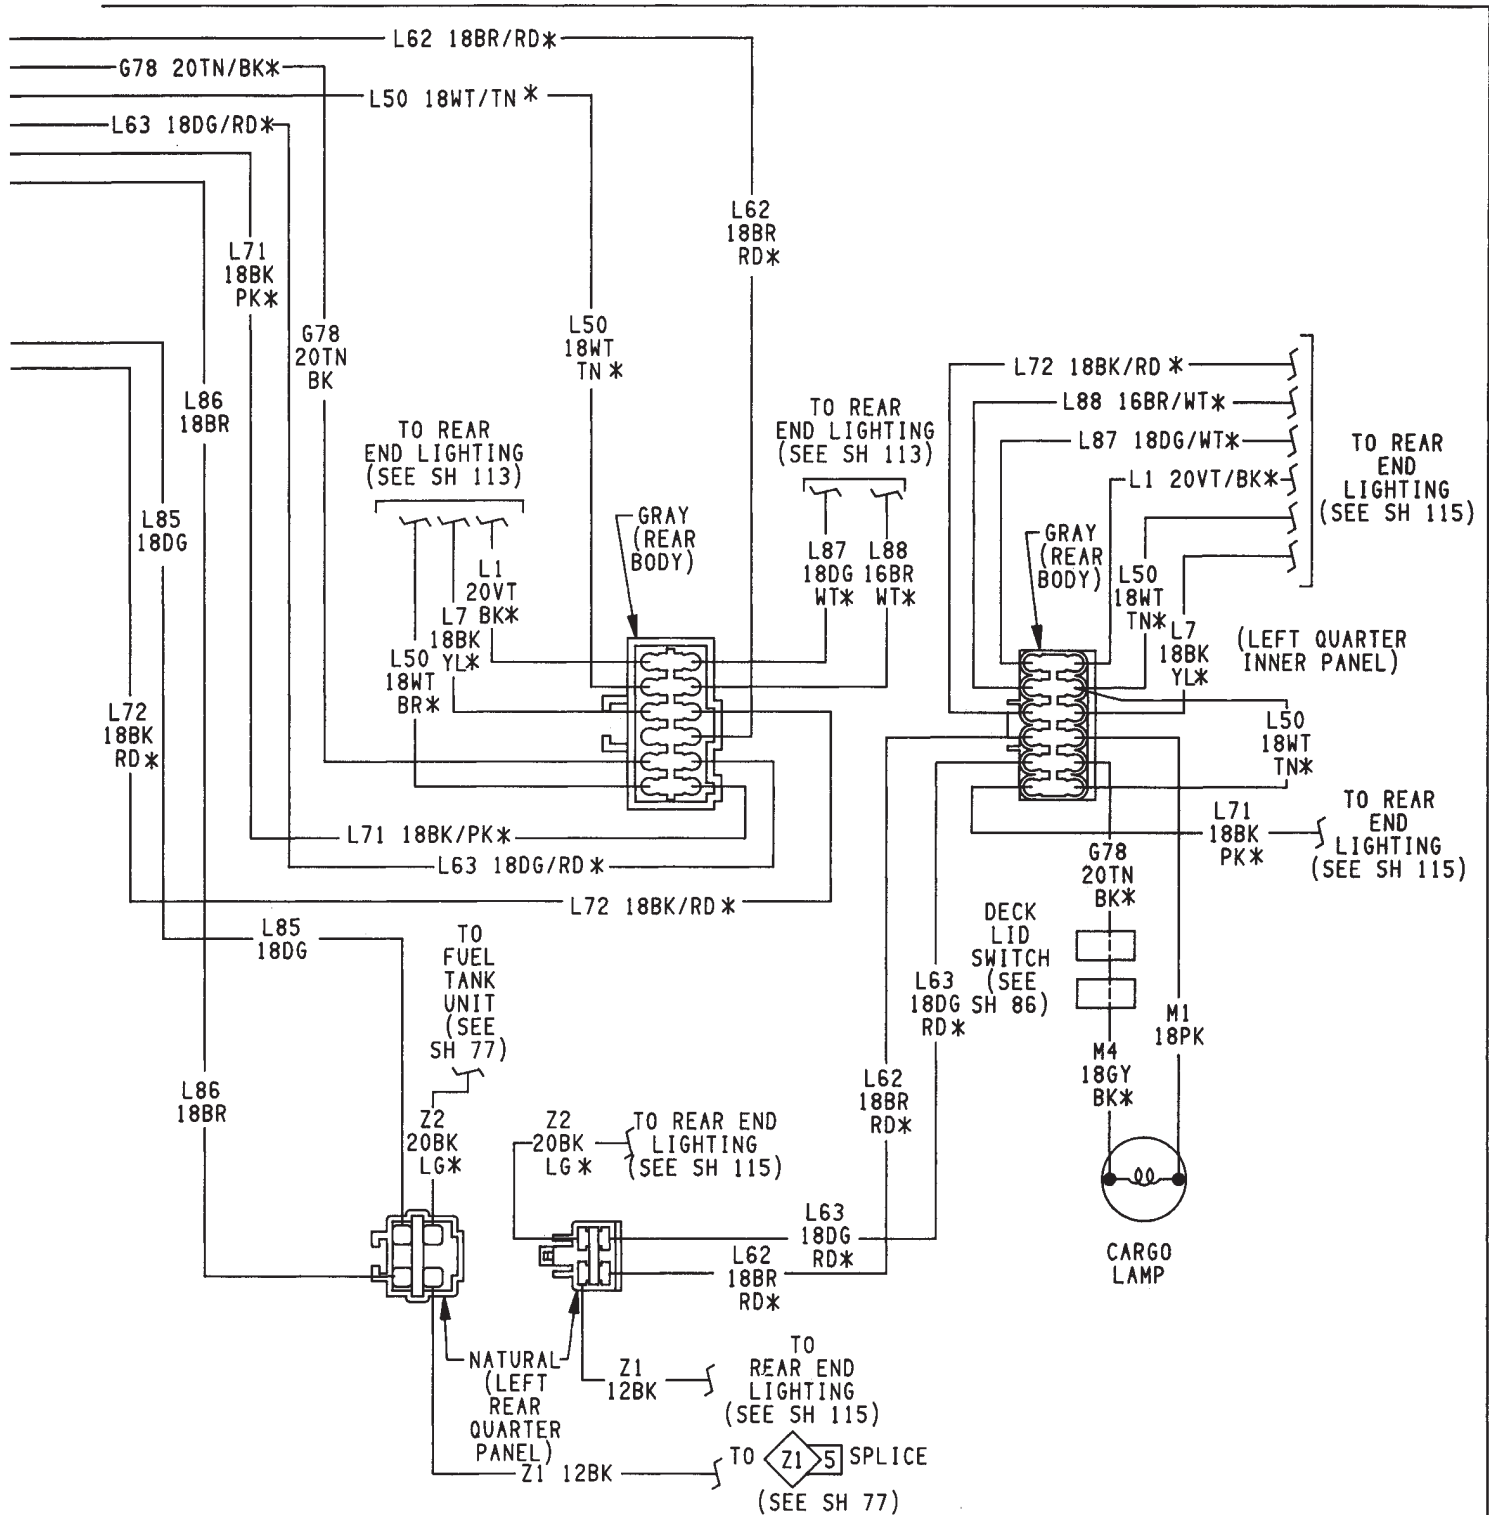 L62 18BR/RD*
G78 20TN/BK*
L50 18WT/TN *
L63 18DG/RD*
L62
18BR
RD*
L71
18BK
PK*
G78
20TN
BK
L50
18WT
TN *
L86
18BR
L72 18BK/RD *
L88 16BR/WT*
L87 18DG/WT*
L1 20VT/BK*
TO REAR
END
LIGHTING
(SEE SH 115)
TO REAR
END LIGHTING
(SEE SH 113)
TO REAR
END LIGHTING
(SEE SH 113)
L85
18DG
GRAY
(REAR
BODY)
L87
18DG
WT*
L88
16BR
WT*
GRAY
(REAR
BODY)
L1
20VT
BK*
L7
18BK
YL*
L50
18WT
BR*
L50
18WT
TN*
L7
18BK
YL*
(LEFT QUARTER
INNER PANEL)
L72
18BK
RD*
L50
18WT
TN*
L71 18BK/PK*
L63 18DG/RD *
L72 18BK/RD *
L71
18BK
PK*
TO REAR
END
LIGHTING
(SEE SH 115)
G78
20TN
BK*
L85
18DG
TO
FUEL
TANK
UNIT
(SEE
SH 77)
DECK
LID
SWITCH
(SEE
SH 86)
L63
18DG
RD*
M1
18PK
M4
18GY
BK*
L86
18BR
L62
18BR
RD*
Z2
20BK
LG*
Z2
20BK
LG *
TO REAR END
LIGHTING
(SEE SH 115)
L63
18DG
RD*
L62
18BR
RD*
CARGO
LAMP
NATURAL
(LEFT
REAR
QUARTER
PANEL)
Z1
12BK
TO
REAR END
LIGHTING
(SEE SH 115)
Z1 12BK
TO Z1 5 SPLICE
(SEE SH 77)